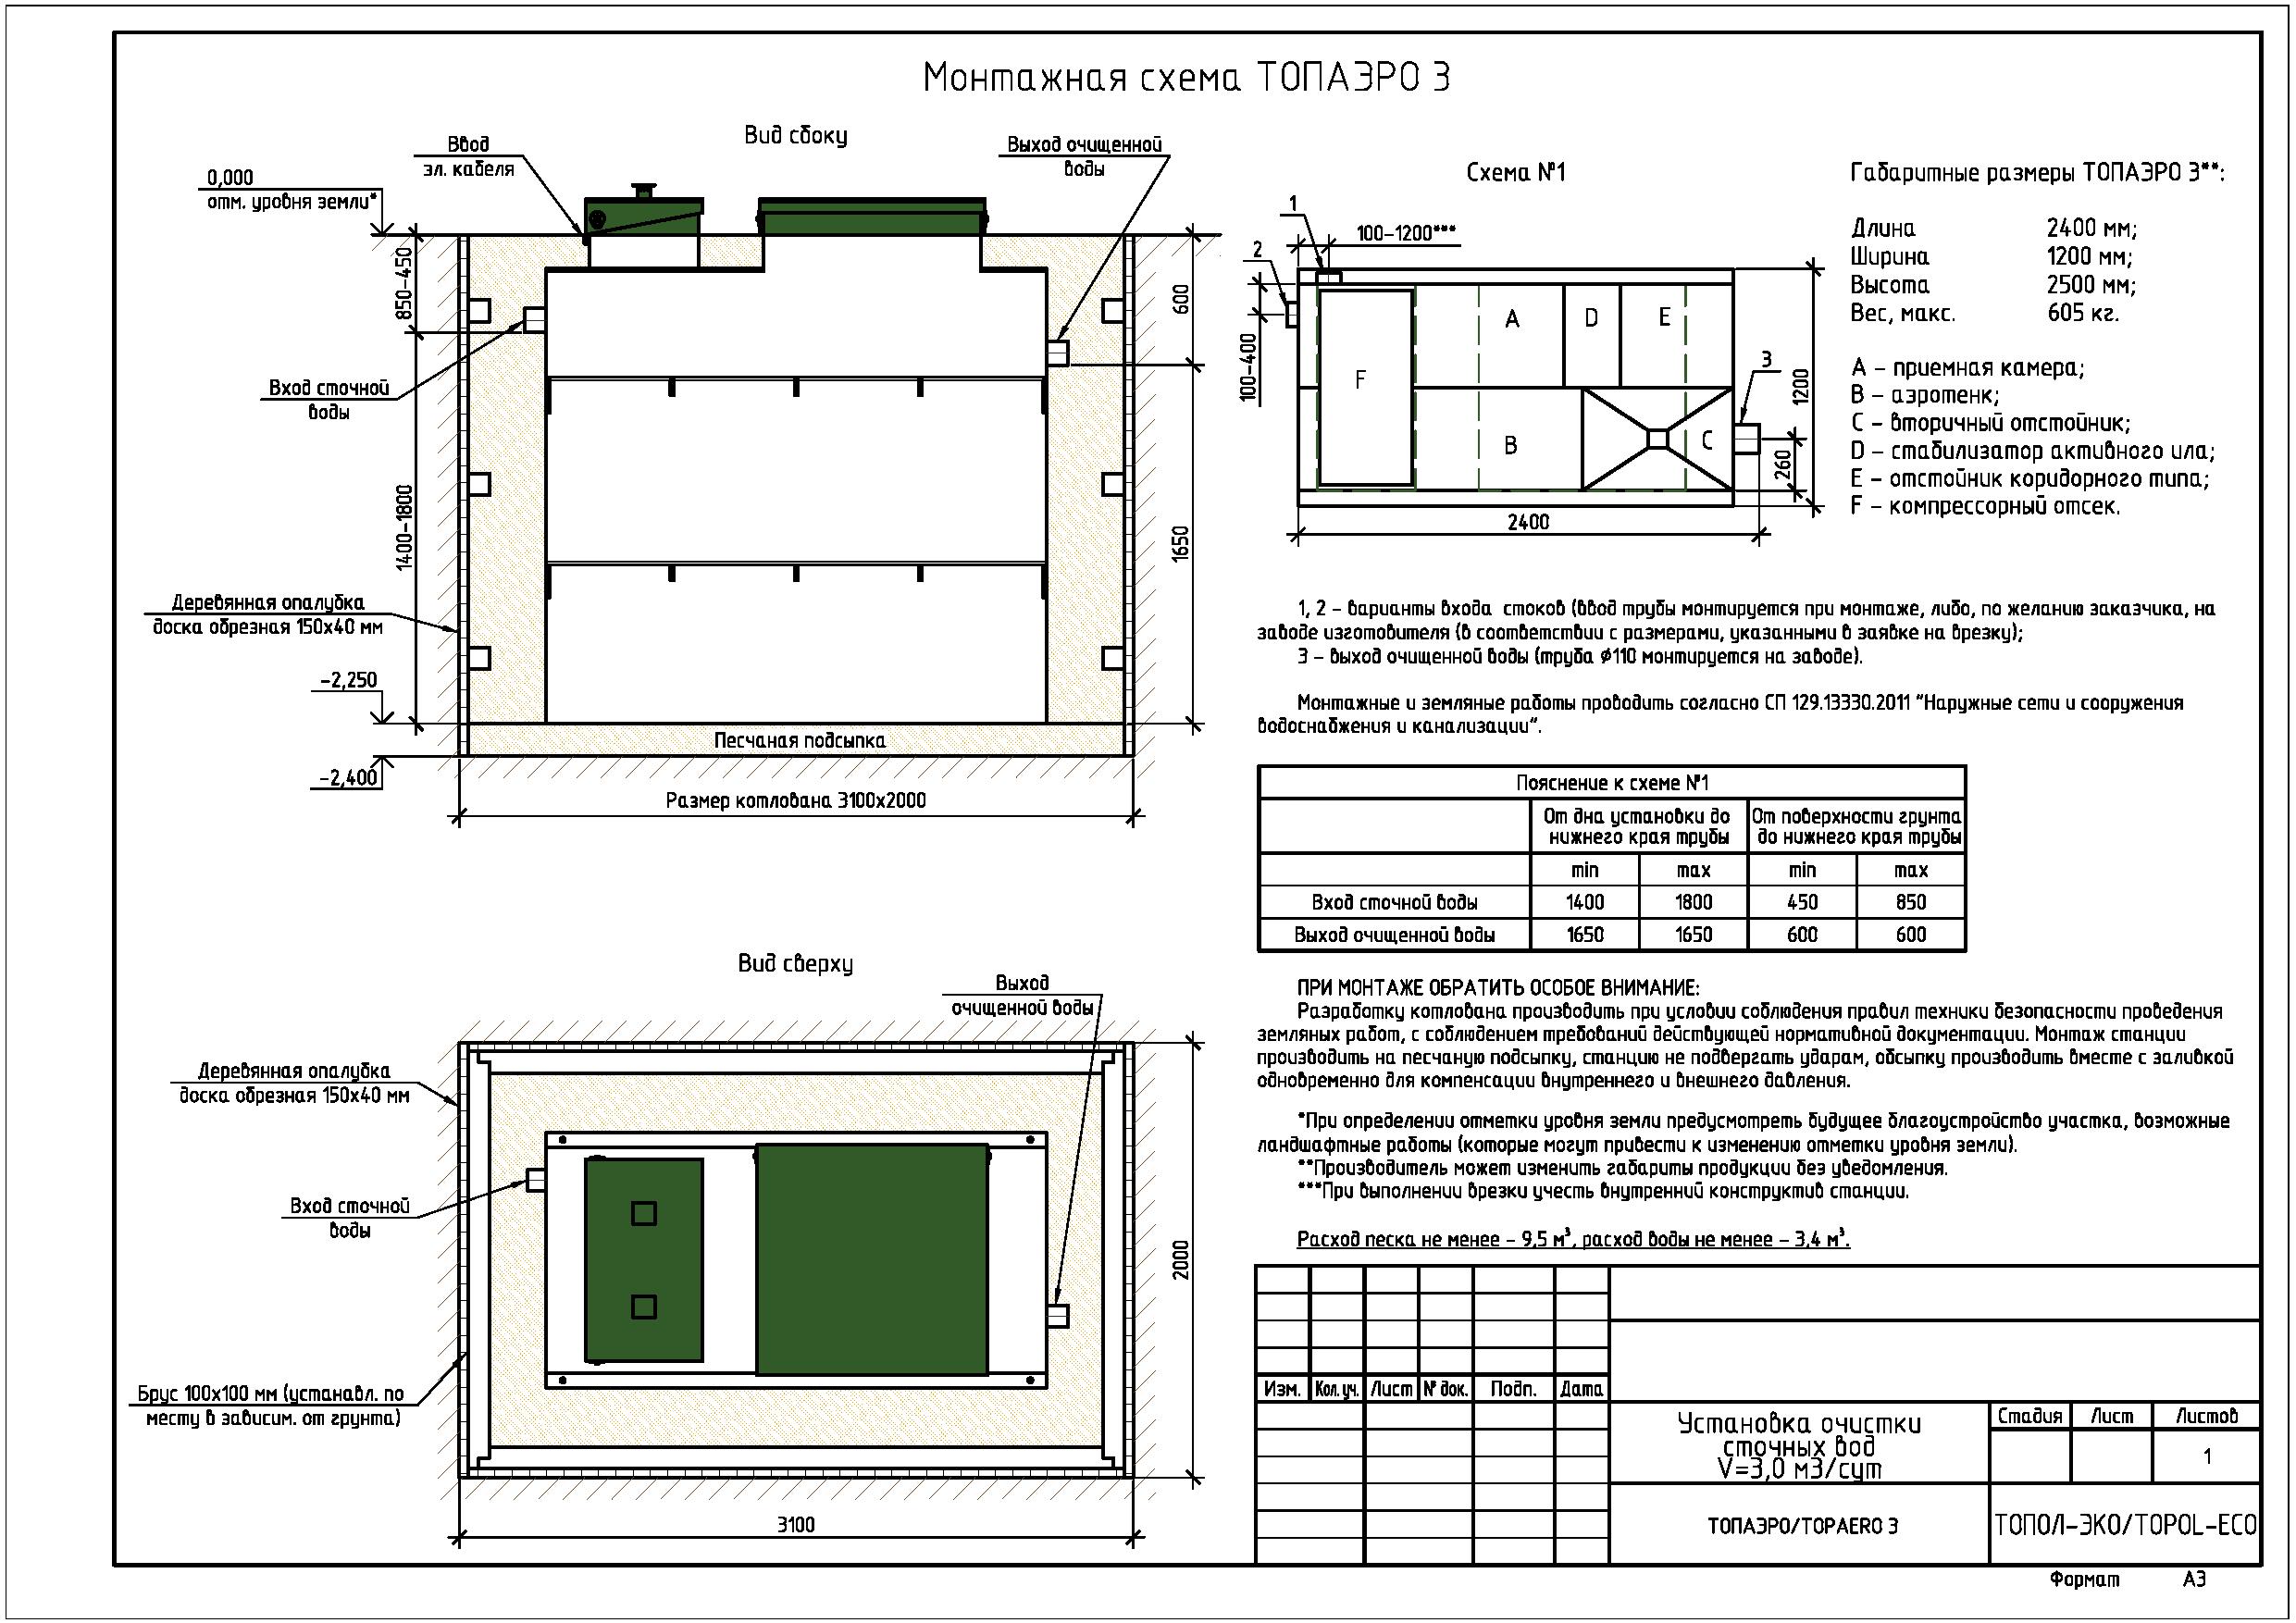 Монтажная схема ТОПАЭРО 3
Вид сбоку
Ввод
эл. кабеля
Выход очищенной
воды
0,000
отм. уровня земли*
850-450
600
Вход сточной
воды
1400-1800
1650
Деревянная опалубка
доска обрезная 150х40 мм
-2,250
Песчаная подсыпка
-2,400
Размер котлована 3100х2000
Схема №1
1
100-1200***
2
100-400
A
D
E
F
B
C
3
1200
260
2400
Габаритные размеры ТОПАЭРО 3**:
Длина 2400 мм;
Ширина 1200 мм;
Высота 2500 мм;
Вес, макс. 605 кг.
A – приемная камера;
B – аэротенк;
C – вторичный отстойник;
D – стабилизатор активного ила;
E – отстойник коридорного типа;
F – компрессорный отсек.
1, 2 – варианты входа стоков (ввод трубы монтируется при монтаже, либо, по желанию заказчика, на
заводе изготовителя (в соответствии с размерами, указанными в заявке на врезку);
3 – выход очищенной воды (труба Ø110 монтируется на заводе).
Монтажные и земляные работы проводить согласно СП 129.13330.2011 "Наружные сети и сооружения
водоснабжения и канализации".
Пояснение к схеме №1
От дна установки до
нижнего края трубы
От поверхности грунта
до нижнего края трубы
min max min max
Вход сточной воды 1400 1800 450 850
Выход очищенной воды 1650 1650 600 600
ПРИ МОНТАЖЕ ОБРАТИТЬ ОСОБОЕ ВНИМАНИЕ:
Разработку котлована производить при условии соблюдения правил техники безопасности проведения
земляных работ, с соблюдением требований действующей нормативной документации. Монтаж станции
производить на песчаную подсыпку, станцию не подвергать ударам, обсыпку производить вместе с заливкой
одновременно для компенсации внутреннего и внешнего давления.
*При определении отметки уровня земли предусмотреть будущее благоустройство участка, возможные
ландшафтные работы (которые могут привести к изменению отметки уровня земли).
**Производитель может изменить габариты продукции без уведомления.
***При выполнении врезки учесть внутренний конструктив станции.
Расход песка не менее – 9,5 м³, расход воды не менее – 3,4 м³.
Вид сверху
Выход
очищенной воды
Деревянная опалубка
доска обрезная 150х40 мм
Вход сточной
воды
2000
Брус 100х100 мм (устанавл. по
месту в зависим. от грунта)
3100
Изм. Кол.уч. Лист № док. Подп. Дата
Установка очистки
сточных вод
V=3,0 м3/сут
Стадия Лист Листов
1
ТОПАЭРО/TOPAERO 3
ТОПОЛ-ЭКО/TOPOL-ECO
Формат А3